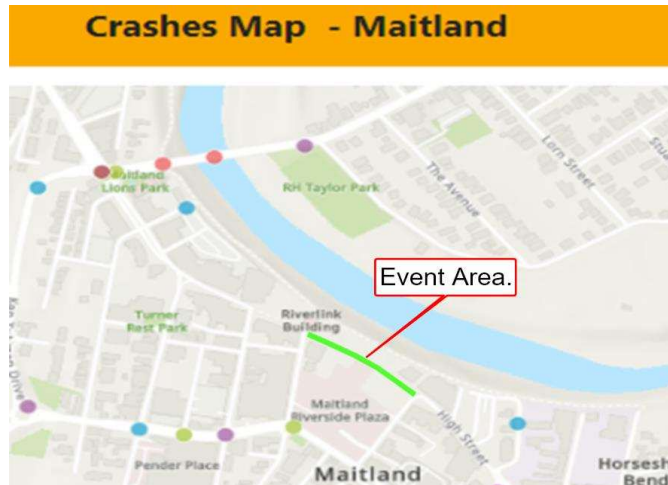 Crashes Map - Maitland
Lions Park
RH Taylor Park
The Avenue
Lorn Street
Event Area.
Turner
Rest Park
Riverlink
Building
Maitland
Riverside Plaza
High Street
Pender Place
Maitland
Horsesh
Bend